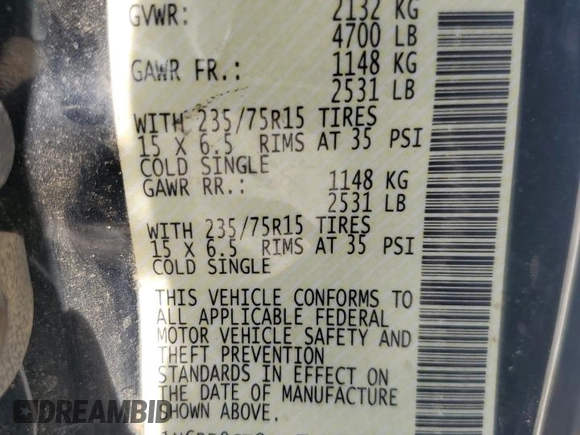 GVWR: 2132 KG
4700 LB
GAWR FR.: 1148 KG
2531 LB
WITH 235/75R15 TIRES
15 X 6.5 RIMS AT 35 PSI
COLD SINGLE
GAWR RR.: 1148 KG
2531 LB
WITH 235/75R15 TIRES
15 X 6.5 RIMS AT 35 PSI
COLD SINGLE
THIS VEHICLE CONFORMS TO
ALL APPLICABLE FEDERAL
MOTOR VEHICLE SAFETY AND
THEFT PREVENTION
STANDARDS IN EFFECT ON
THE DATE OF MANUFACTURE
SHOWN ABOVE.
DREAMBID